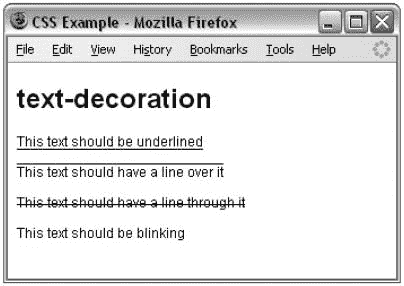 CSS Example - Mozilla Firefox
File Edit View History Bookmarks Tools Help
text-decoration
This text should be underlined
This text should have a line over it
This text should have a line through it
This text should be blinking